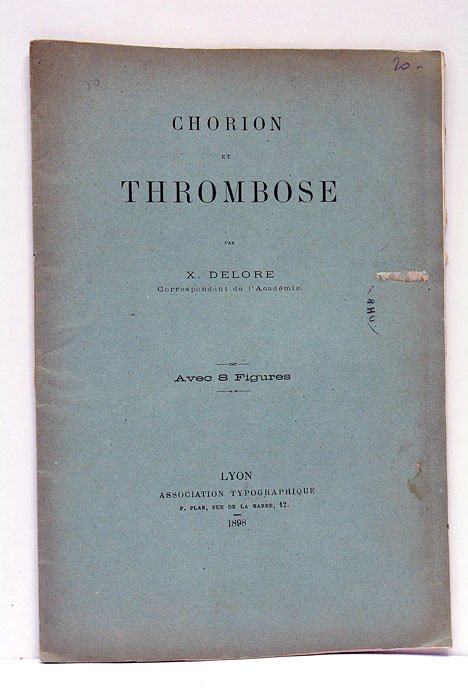 20-
CHORION
ET
THROMBOSE
PAR
X. DELORE
Correspondant de l'Académie.
Avec 8 Figures
LYON
ASSOCIATION TYPOGRAPHIQUE
F. PLAN, RUE DE LA BARRE, 12.
1898